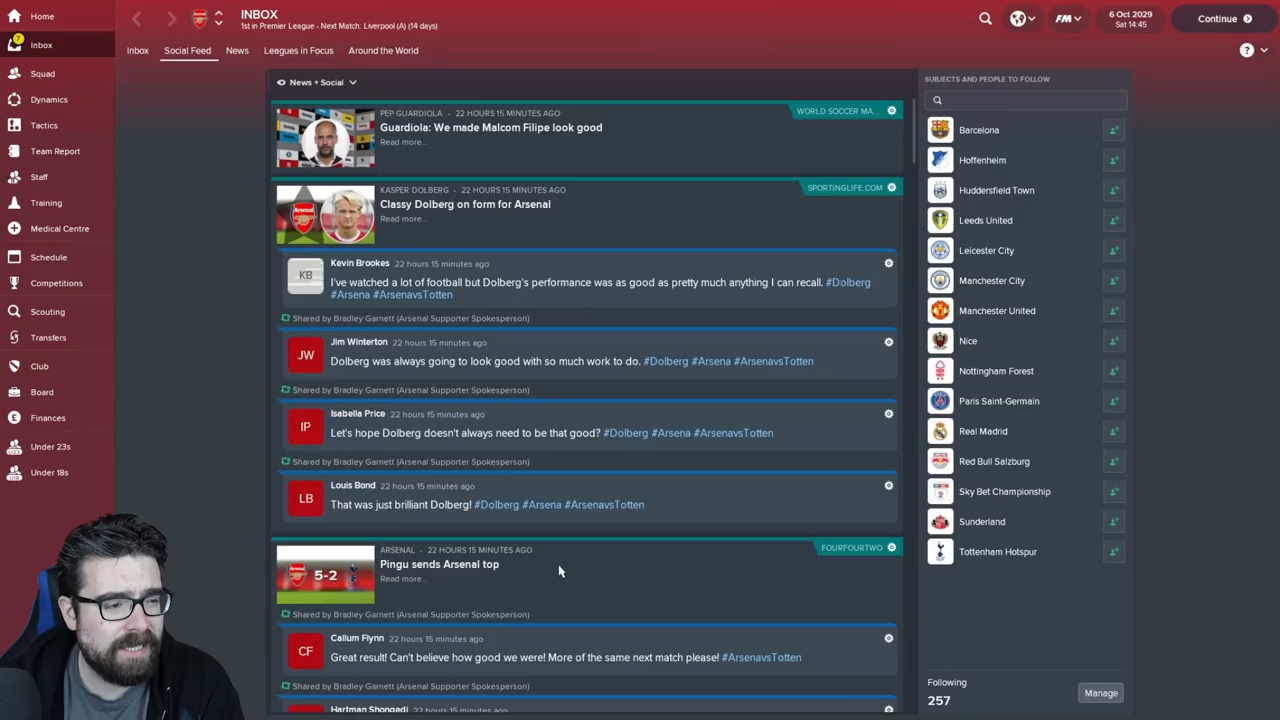 Home
7
Inbox
Squad
Dynamics
Tactics
Team Report
Staff
Training
Medical Centre
Schedule
Competitions
Scouting
Transfers
Club
Board
Finances
Under 23s
Under 18s
INBOX
1st in Premier League - Next Match: Liverpool (A) (14 days)
FM
6 Oct 2029
Sat 14:45
Continue
Inbox
Social Feed
News
Leagues in Focus
Around the World
?
News + Social
PEP GUARDIOLA - 22 HOURS 15 MINUTES AGO
WORLD SOCCER MA...
Guardiola: We made Malcom Filipe look good
Read more...
KASPER DOLBERG - 22 HOURS 15 MINUTES AGO
SPORTINGLIFE.COM
Classy Dolberg on form for Arsenal
Read more...
KB
Kevin Brookes 22 hours 15 minutes ago
I've watched a lot of football but Dolberg's performance was as good as pretty much anything I can recall. #Dolberg
#Arsena #ArsenavsTotten
Shared by Bradley Garnett (Arsenal Supporter Spokesperson)
JW
Jim Winterton 22 hours 15 minutes ago
Dolberg was always going to look good with so much work to do. #Dolberg #Arsena #ArsenavsTotten
Shared by Bradley Garnett (Arsenal Supporter Spokesperson)
IP
Isabella Price 22 hours 15 minutes ago
Let's hope Dolberg doesn't always need to be that good? #Dolberg #Arsena #ArsenavsTotten
Shared by Bradley Garnett (Arsenal Supporter Spokesperson)
LB
Louis Bond 22 hours 15 minutes ago
That was just brilliant Dolberg! #Dolberg #Arsena #ArsenavsTotten
ARSENAL - 22 HOURS 15 MINUTES AGO
FOURFOURTWO
Pingu sends Arsenal top
5-2
Read more...
Shared by Bradley Garnett (Arsenal Supporter Spokesperson)
CF
Callum Flynn 22 hours 15 minutes ago
Great result! Can't believe how good we were! More of the same next match please! #ArsenavsTotten
Shared by Bradley Garnett (Arsenal Supporter Spokesperson)
Hartman Shongedi 22 hours 15 minutes ago
SUBJECTS AND PEOPLE TO FOLLOW
Barcelona
Hoffenheim
Huddersfield Town
Leeds United
Leicester City
Manchester City
Manchester United
Nice
Nottingham Forest
Paris Saint-Germain
Real Madrid
Red Bull Salzburg
Sky Bet Championship
Sunderland
Tottenham Hotspur
Following
257
Manage